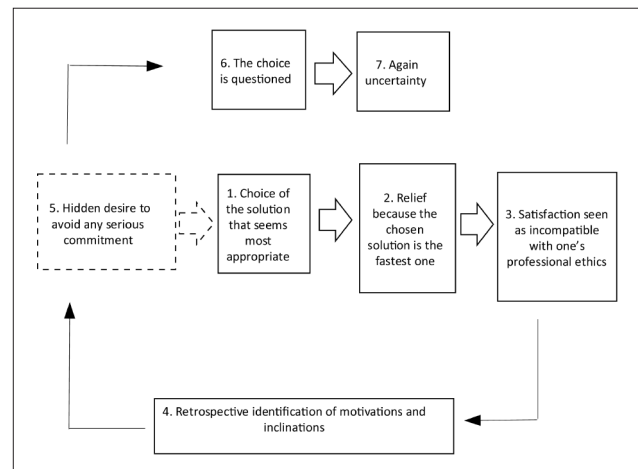 6. The choice
is questioned
7. Again
uncertainty
5. Hidden desire to
avoid any serious
commitment
1. Choice of
the solution
that seems
most
appropriate
2. Relief
because the
chosen
solution is the
fastest one
3. Satisfaction seen
as incompatible
with one's
professional ethics
4. Retrospective identification of motivations and
inclinations